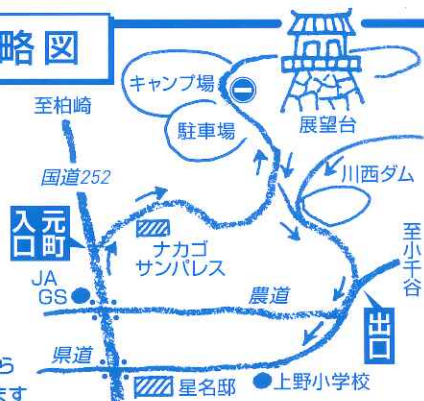 略図
キャンプ場
駐車場
展望台
至柏崎
国道252
川西ダム
元町
入口
ナカゴ
サンパレス
至小千谷
JA
GS
農道
出口
県道
ら
ます
星名邸
上野小学校